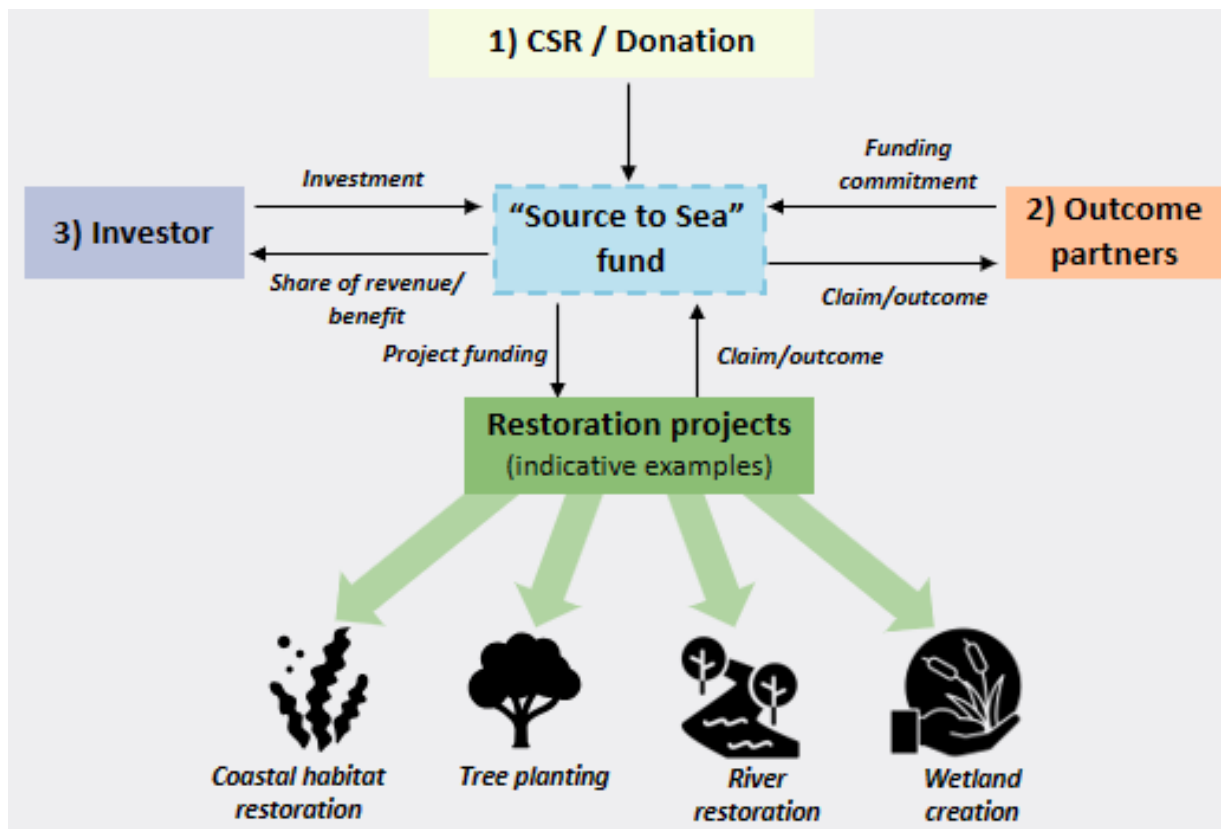 1) CSR / Donation
Investment
Funding
commitment
3) Investor
“Source to Sea”
fund
2) Outcome
partners
Share of revenue/
benefit
Claim/outcome
Project funding
Claim/outcome
Restoration projects
(indicative examples)
Coastal habitat
restoration
Tree planting
River
restoration
Wetland
creation